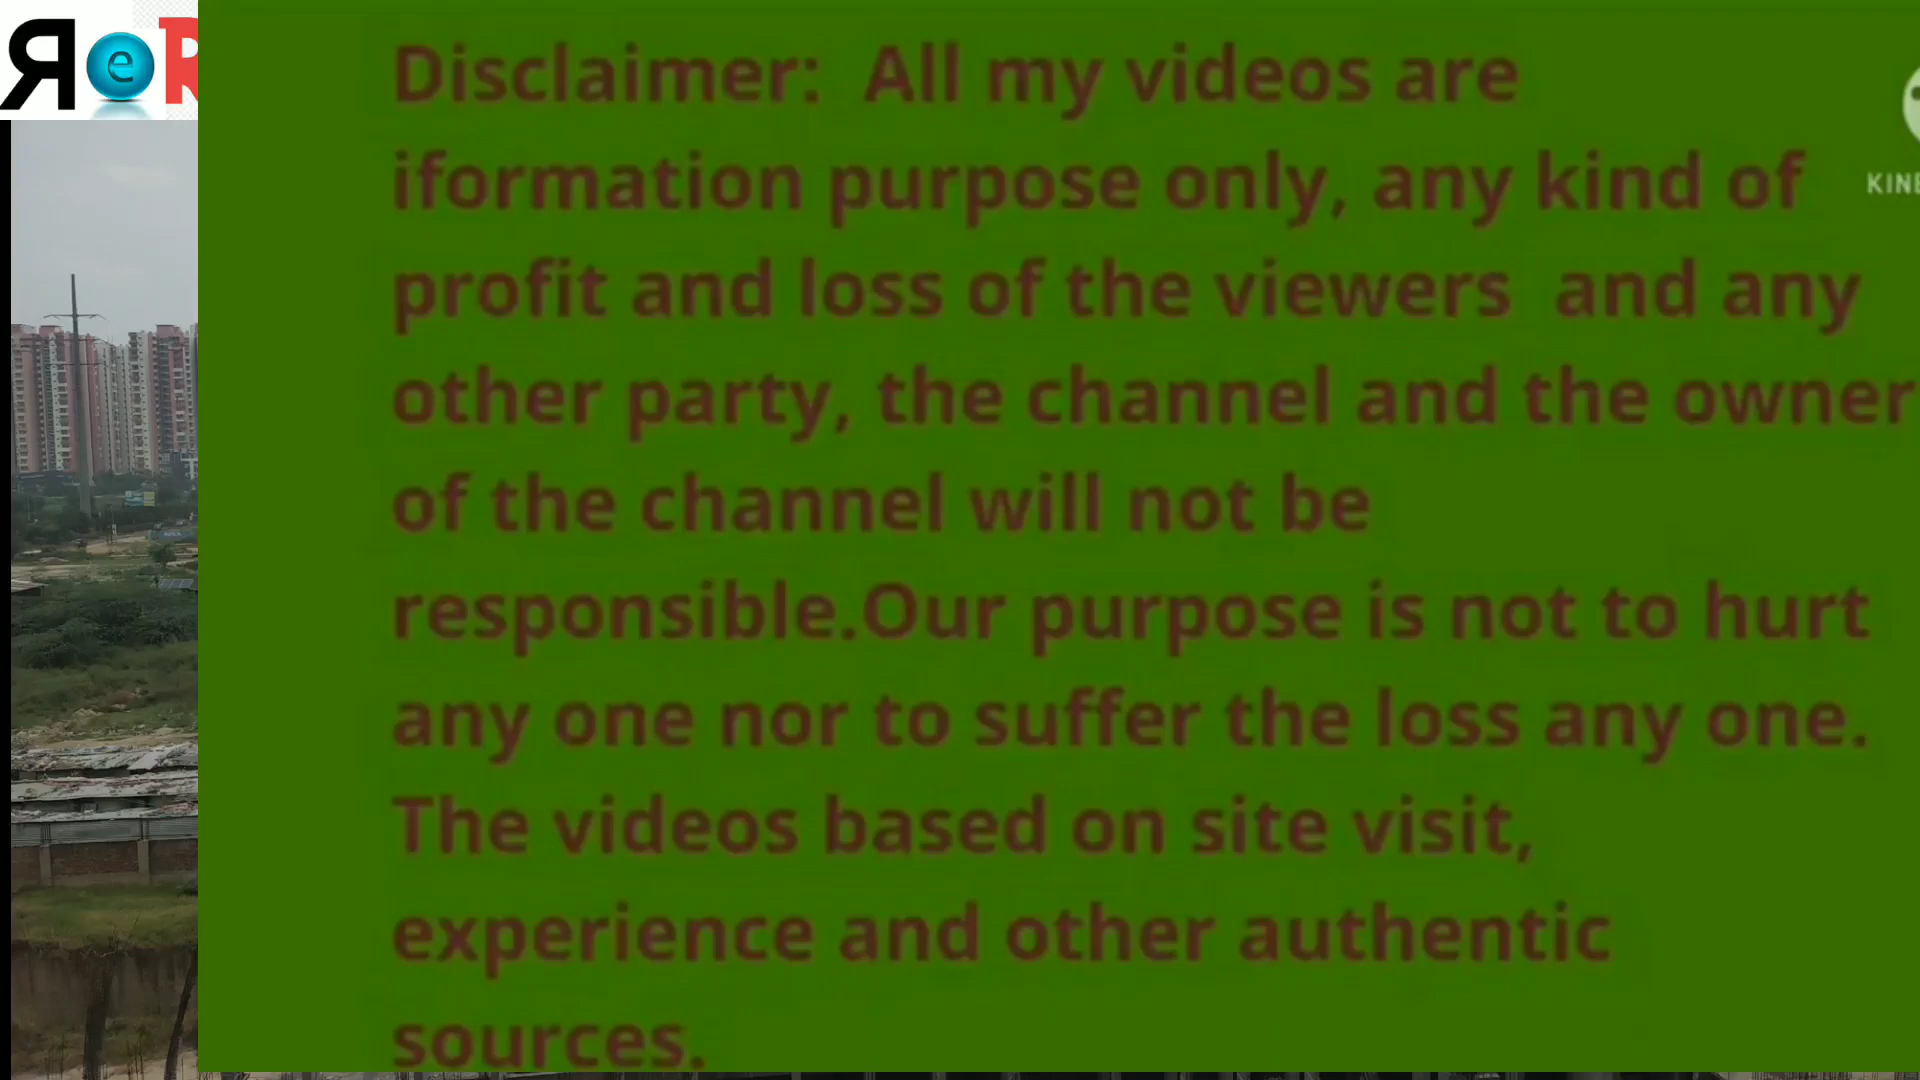 ЯeR
Disclaimer: All my videos are
iformation purpose only, any kind of
profit and loss of the viewers and any
other party, the channel and the owner
of the channel will not be
responsible.Our purpose is not to hurt
any one nor to suffer the loss any one.
The videos based on site visit,
experience and other authentic
sources.
KINE